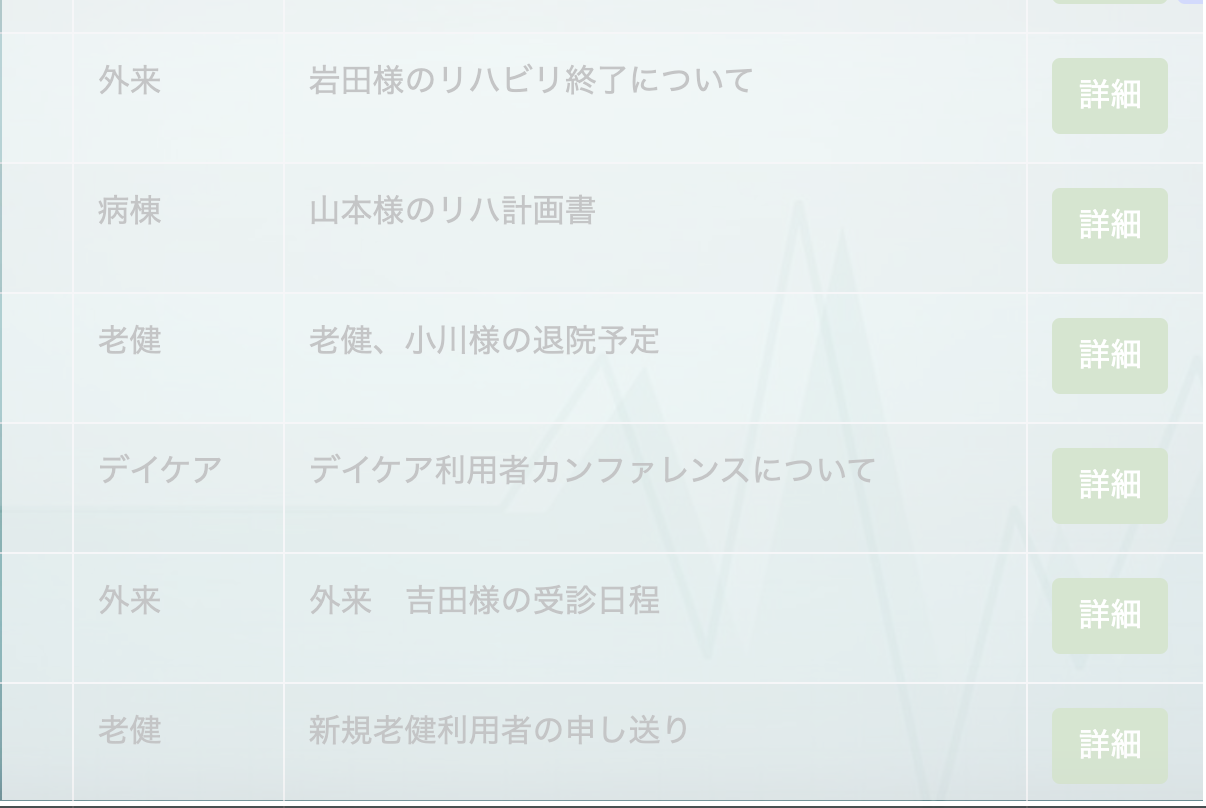 外来 岩田様のリハビリ終了について 詳細
病棟 山本様のリハ計画書 詳細
老健 老健、小川様の退院予定 詳細
デイケア デイケア利用者カンファレンスについて 詳細
外来 外来　吉田様の受診日程 詳細
老健 新規老健利用者の申し送り 詳細